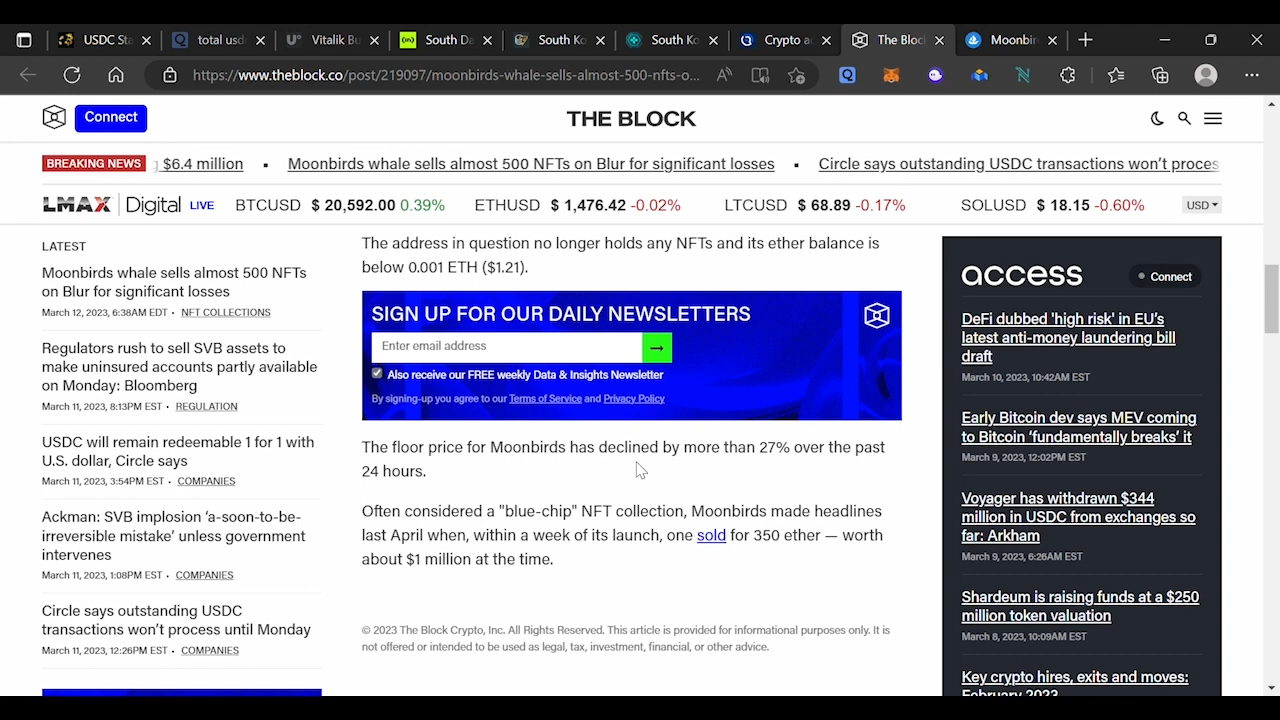 USDC Sta
total usd
Vitalik Bu
South Da
South Ko
South Ko
Crypto a
The Bloc
Moonbir
https://www.theblock.co/post/219097/moonbirds-whale-sells-almost-500-nfts-o...
Connect
THE BLOCK
BREAKING NEWS
$6.4 million
Moonbirds whale sells almost 500 NFTs on Blur for significant losses
Circle says outstanding USDC transactions won't proces
LMAX Digital LIVE
BTCUSD $ 20,592.00 0.39%
ETHUSD $ 1,476.42 -0.02%
LTCUSD $ 68.89 -0.17%
SOLUSD $ 18.15 -0.60%
USD
LATEST
Moonbirds whale sells almost 500 NFTs
on Blur for significant losses
March 12, 2023, 6:38AM EDT • NFT COLLECTIONS
Regulators rush to sell SVB assets to
make uninsured accounts partly available
on Monday: Bloomberg
March 11, 2023, 8:13PM EST • REGULATION
USDC will remain redeemable 1 for 1 with
U.S. dollar, Circle says
March 11, 2023, 3:54PM EST • COMPANIES
Ackman: SVB implosion 'a-soon-to-be-
irreversible mistake' unless government
intervenes
March 11, 2023, 1:08PM EST • COMPANIES
Circle says outstanding USDC
transactions won't process until Monday
March 11, 2023, 12:26PM EST • COMPANIES
The address in question no longer holds any NFTs and its ether balance is
below 0.001 ETH ($1.21).
SIGN UP FOR OUR DAILY NEWSLETTERS
Enter email address
→
Also receive our FREE weekly Data & Insights Newsletter
By signing-up you agree to our Terms of Service and Privacy Policy
The floor price for Moonbirds has declined by more than 27% over the past
24 hours.
Often considered a "blue-chip" NFT collection, Moonbirds made headlines
last April when, within a week of its launch, one sold for 350 ether — worth
about $1 million at the time.
© 2023 The Block Crypto, Inc. All Rights Reserved. This article is provided for informational purposes only. It is
not offered or intended to be used as legal, tax, investment, financial, or other advice.
access
Connect
DeFi dubbed 'high risk' in EU's
latest anti-money laundering bill
draft
March 10, 2023, 10:42AM EST
Early Bitcoin dev says MEV coming
to Bitcoin 'fundamentally breaks' it
March 9, 2023, 12:02PM EST
Voyager has withdrawn $344
million in USDC from exchanges so
far: Arkham
March 9, 2023, 6:26AM EST
Shardeum is raising funds at a $250
million token valuation
March 8, 2023, 10:09AM EST
Key crypto hires, exits and moves:
February 2023